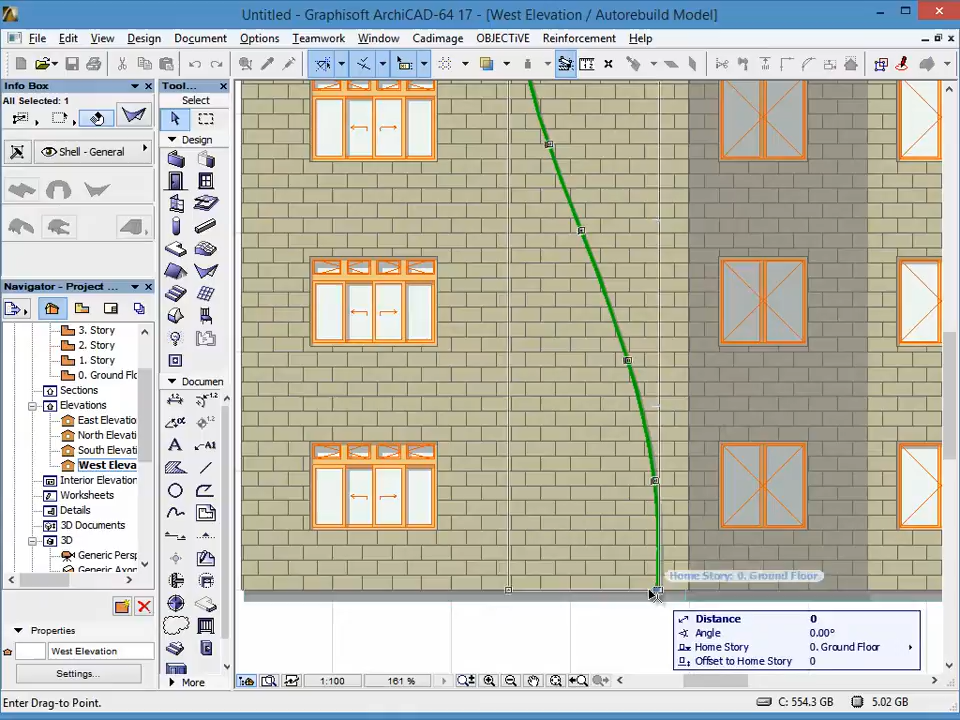 Untitled - Graphisoft ArchiCAD-64 17 - [West Elevation / Autorebuild Model]
File Edit View Design Document Options Teamwork Window Cadimage OBJECTiVE Reinforcement Help
Info Box
All Selected: 1
Shell - General
Tool...
Select
Design
Navigator - Project ...
3. Story
2. Story
1. Story
0. Ground Flo
Sections
Elevations
East Elevatio
North Elevati
South Elevati
West Eleva
Interior Elevation
Worksheets
Details
3D Documents
3D
Generic Persp
Generic Axon
Properties
West Elevation
Settings...
Documen
More
Home Story: 0. Ground Floor.
Distance 0
Angle 0.00°
Home Story 0. Ground Floor
Offset to Home Story 0
1:100
161 %
Enter Drag-to Point.
C: 554.3 GB
5.02 GB